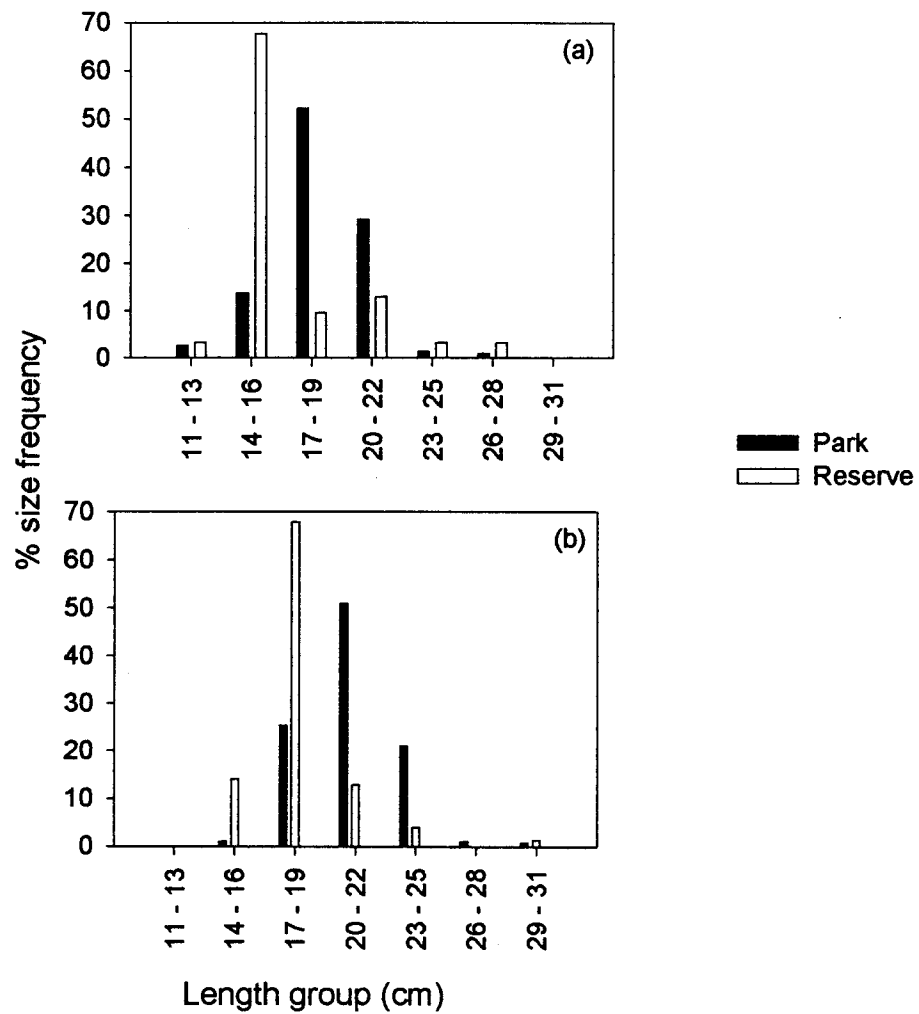 70
60
50
40
30
20
10
0
(a)
11 - 13
14 - 16
17 - 19
20 - 22
23 - 25
26 - 28
29 - 31
% size frequency
Park
Reserve
70
60
50
40
30
20
10
0
(b)
11 - 13
14 - 16
17 - 19
20 - 22
23 - 25
26 - 28
29 - 31
Length group (cm)